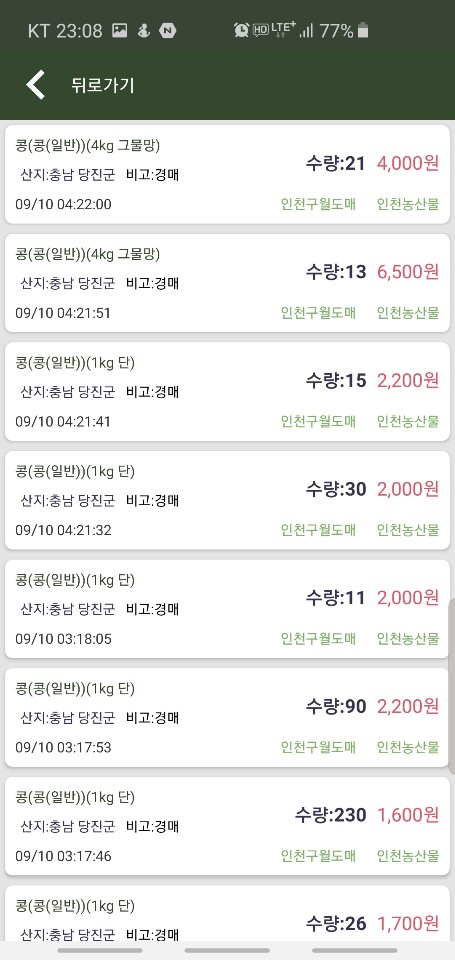 KT 23:08 HD LTE+ 77%
뒤로가기
콩(콩(일반))(4kg 그물망)
수량:21 4,000원
산지:충남 당진군 비고:경매
09/10 04:22:00 인천구월도매 인천농산물
콩(콩(일반))(4kg 그물망)
수량:13 6,500원
산지:충남 당진군 비고:경매
09/10 04:21:51 인천구월도매 인천농산물
콩(콩(일반))(1kg 단)
수량:15 2,200원
산지:충남 당진군 비고:경매
09/10 04:21:41 인천구월도매 인천농산물
콩(콩(일반))(1kg 단)
수량:30 2,000원
산지:충남 당진군 비고:경매
09/10 04:21:32 인천구월도매 인천농산물
콩(콩(일반))(1kg 단)
수량:11 2,000원
산지:충남 당진군 비고:경매
09/10 03:18:05 인천구월도매 인천농산물
콩(콩(일반))(1kg 단)
수량:90 2,200원
산지:충남 당진군 비고:경매
09/10 03:17:53 인천구월도매 인천농산물
콩(콩(일반))(1kg 단)
수량:230 1,600원
산지:충남 당진군 비고:경매
09/10 03:17:46 인천구월도매 인천농산물
콩(콩(일반))(1kg 단)
수량:26 1,700원
산지:충남 당진군 비고:경매